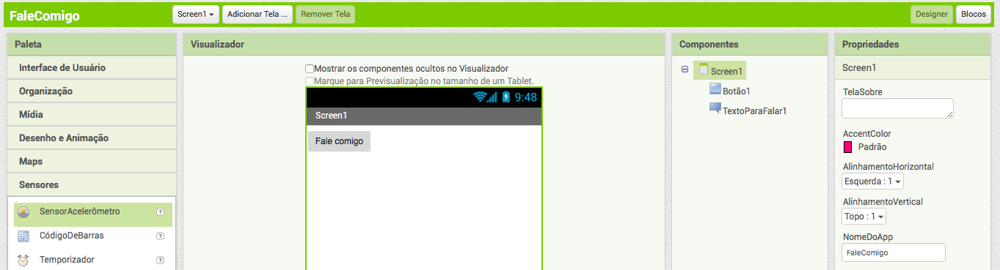 FaleComigo
Screen1
Adicionar Tela ...
Remover Tela
Designer
Blocos
Paleta
Interface de Usuário
Organização
Mídia
Desenho e Animação
Maps
Sensores
SensorAcelerômetro
?
CódigoDeBarras
?
Temporizador
?
Visualizador
Mostrar os componentes ocultos no Visualizador
Marque para Previsualização no tamanho de um Tablet.
9:48
Screen1
Fale comigo
Componentes
Screen1
Botão1
TextoParaFalar1
Propriedades
Screen1
TelaSobre
AccentColor
Padrão
AlinhamentoHorizontal
Esquerda : 1
AlinhamentoVertical
Topo : 1
NomeDoApp
FaleComigo